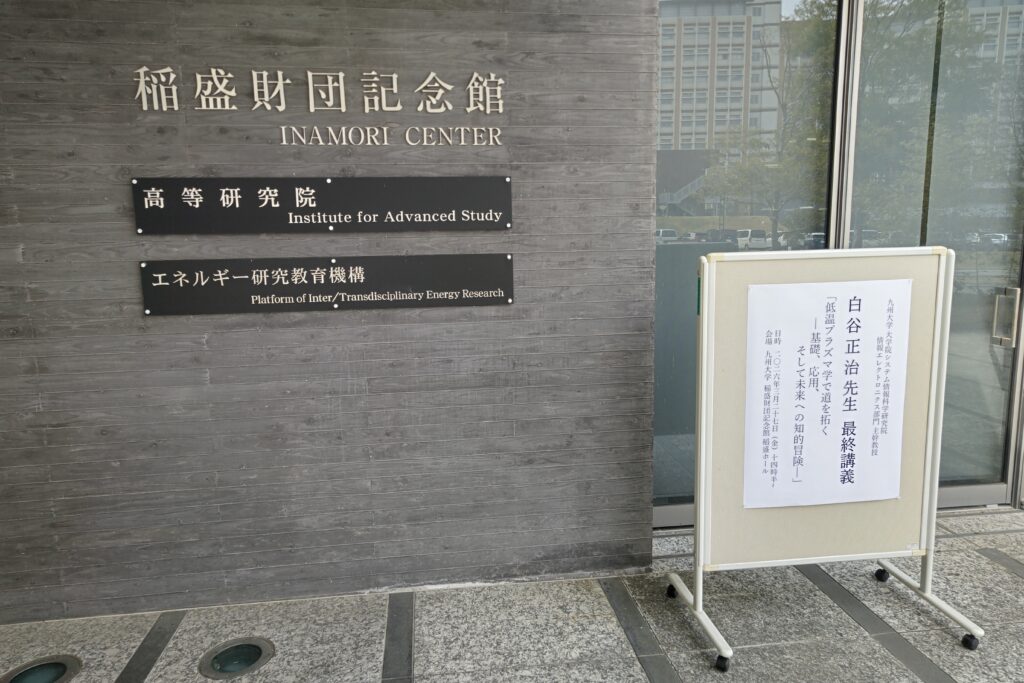 稲盛財団記念館
INAMORI CENTER
高等研究院
Institute for Advanced Study
エネルギー研究教育機構
Platform of Inter/Transdisciplinary Energy Research
九州大学 大学院システム情報科学研究院
情報エレクトロニクス部門 主幹教授
白谷正治先生 最終講義
「低温プラズマ学で道を拓く
―基礎、応用、
そして未来への知的冒険―」
日時 二〇二六年三月二十七日(金)十四時半~
会場 九州大学 稲盛財団記念館 稲盛ホール